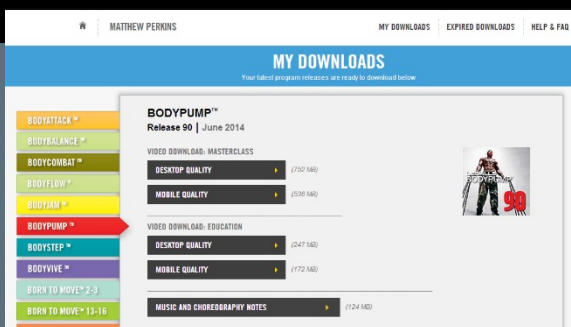 MATTHEW PERKINS
MY DOWNLOADS
EXPIRED DOWNLOADS
HELP & FAQ
MY DOWNLOADS
Your latest program releases are ready to download below
BODYATTACK™
BODYBALANCE™
BODYCOMBAT™
BODYFLOW™
BODYJAM™
BODYPUMP™
BODYSTEP™
BODYVIVE™
BORN TO MOVE™ 2-3
BORN TO MOVE™ 13-16
BODYPUMP™
Release 90 | June 2014
VIDEO DOWNLOAD: MASTERCLASS
DESKTOP QUALITY (702 MB)
MOBILE QUALITY (536 MB)
VIDEO DOWNLOAD: EDUCATION
DESKTOP QUALITY (247 MB)
MOBILE QUALITY (172 MB)
MUSIC AND CHOREOGRAPHY NOTES (124 MB)
BODYPUMP
90